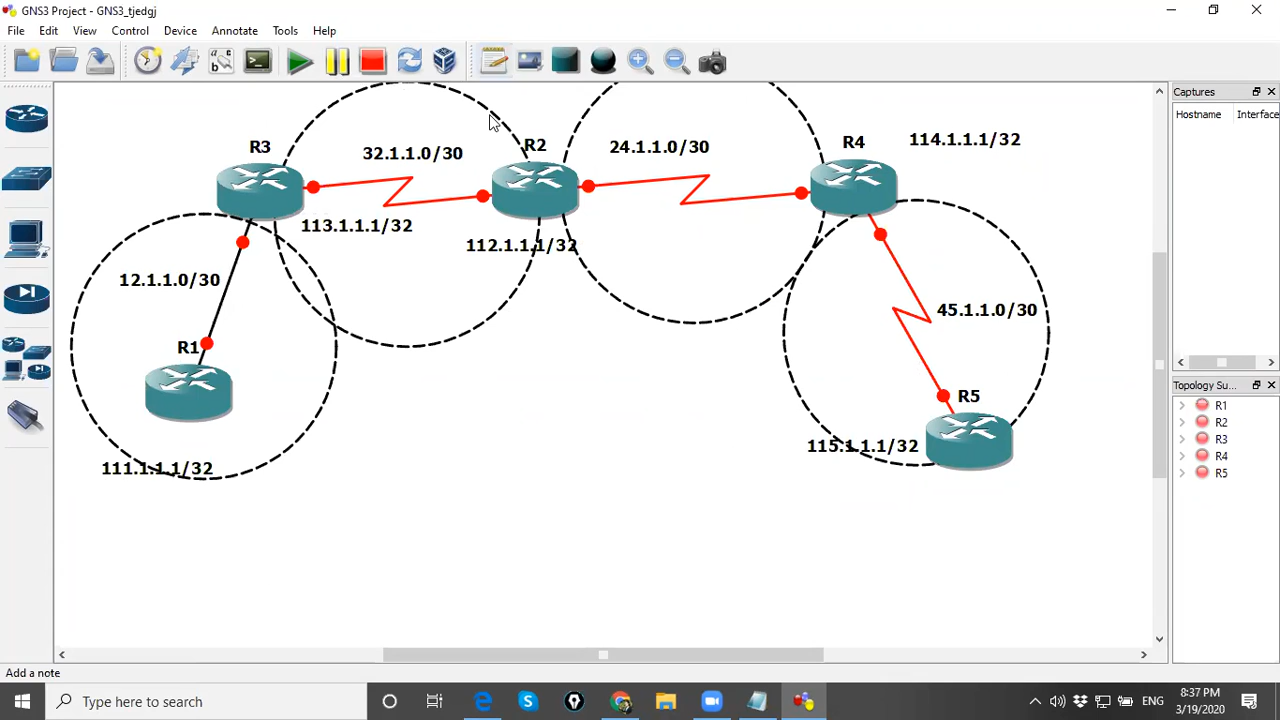 GNS3 Project - GNS3_tjedgj
File Edit View Control Device Annotate Tools Help
Captures
Hostname Interface
R3
32.1.1.0/30
R2
24.1.1.0/30
R4
114.1.1.1/32
113.1.1.1/32
112.1.1.1/32
12.1.1.0/30
45.1.1.0/30
R1
R5
115.1.1.1/32
111.1.1.1/32
Topology Su...
R1
R2
R3
R4
R5
Add a note
Type here to search
ENG
8:37 PM
3/19/2020